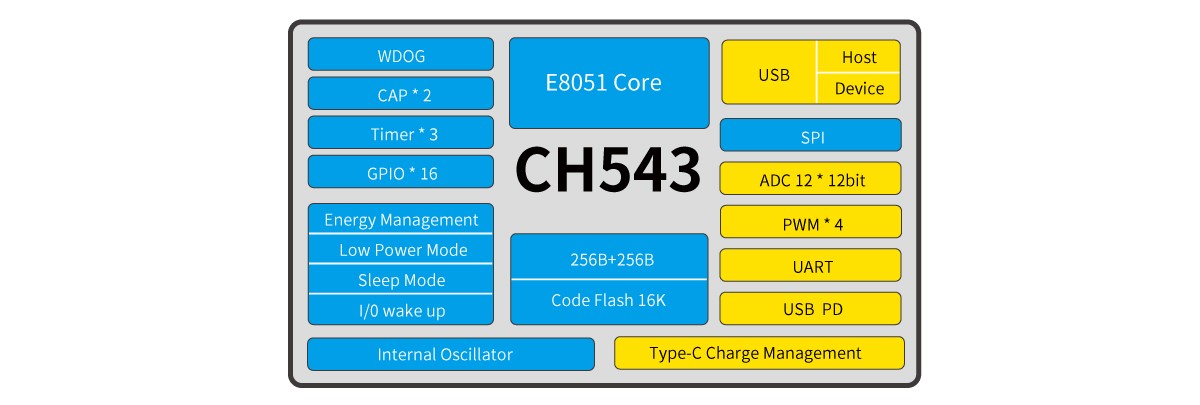 WDOG
CAP * 2
Timer * 3
GPIO * 16
Energy Management
Low Power Mode
Sleep Mode
I/0 wake up
Internal Oscillator
E8051 Core
CH543
256B+256B
Code Flash 16K
USB
Host
Device
SPI
ADC 12 * 12bit
PWM * 4
UART
USB PD
Type-C Charge Management